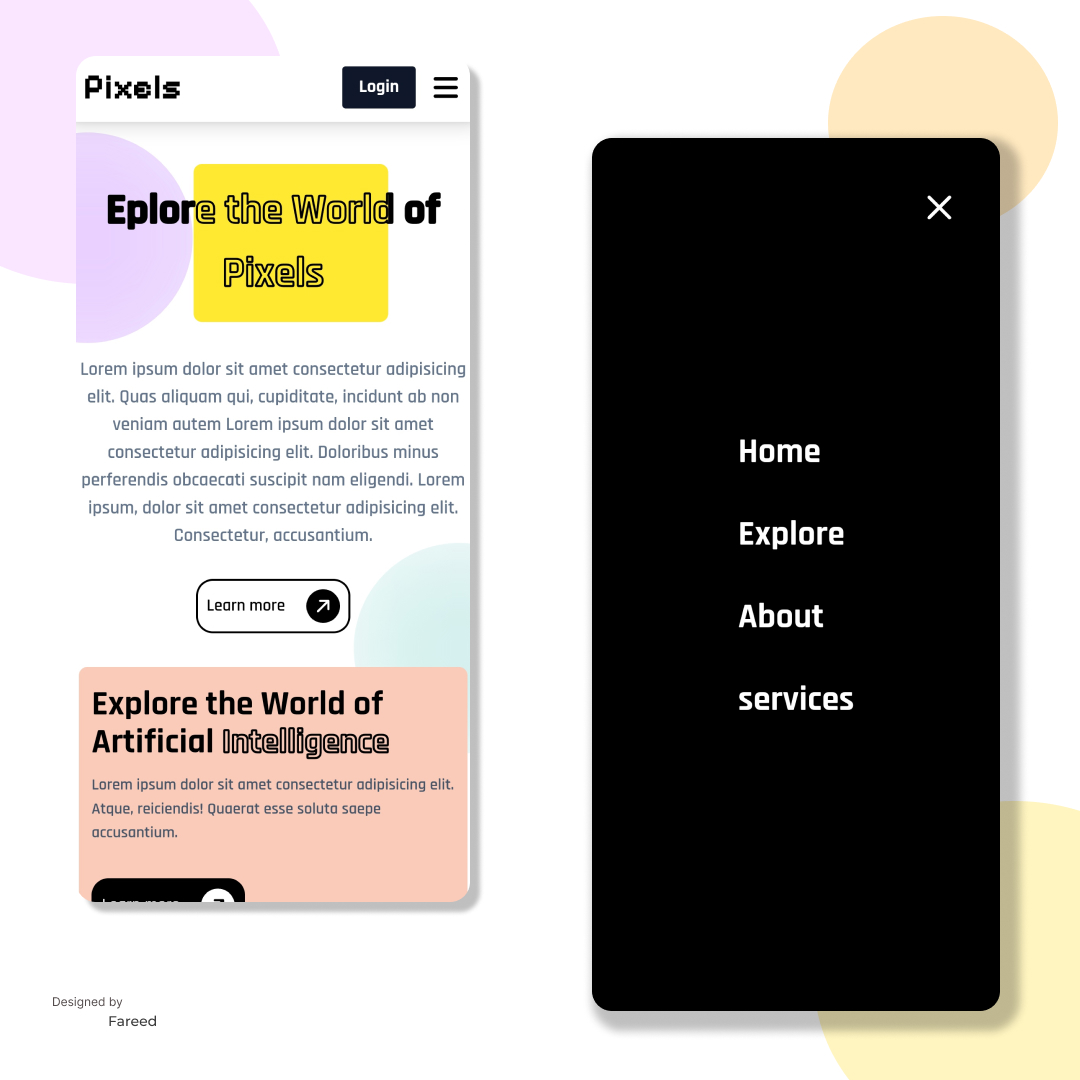 Pixels
Login
Eplore the World of
Pixels
Lorem ipsum dolor sit amet consectetur adipisicing
elit. Quas aliquam qui, cupiditate, incidunt ab non
veniam autem Lorem ipsum dolor sit amet
consectetur adipisicing elit. Doloribus minus
perferendis obcaecati suscipit nam eligendi. Lorem
ipsum, dolor sit amet consectetur adipisicing elit.
Consectetur, accusantium.
Learn more
Explore the World of
Artificial Intelligence
Lorem ipsum dolor sit amet consectetur adipisicing elit.
Atque, reiciendis! Quaerat esse soluta saepe
accusantium.
Learn more
Home
Explore
About
services
Designed by
Fareed